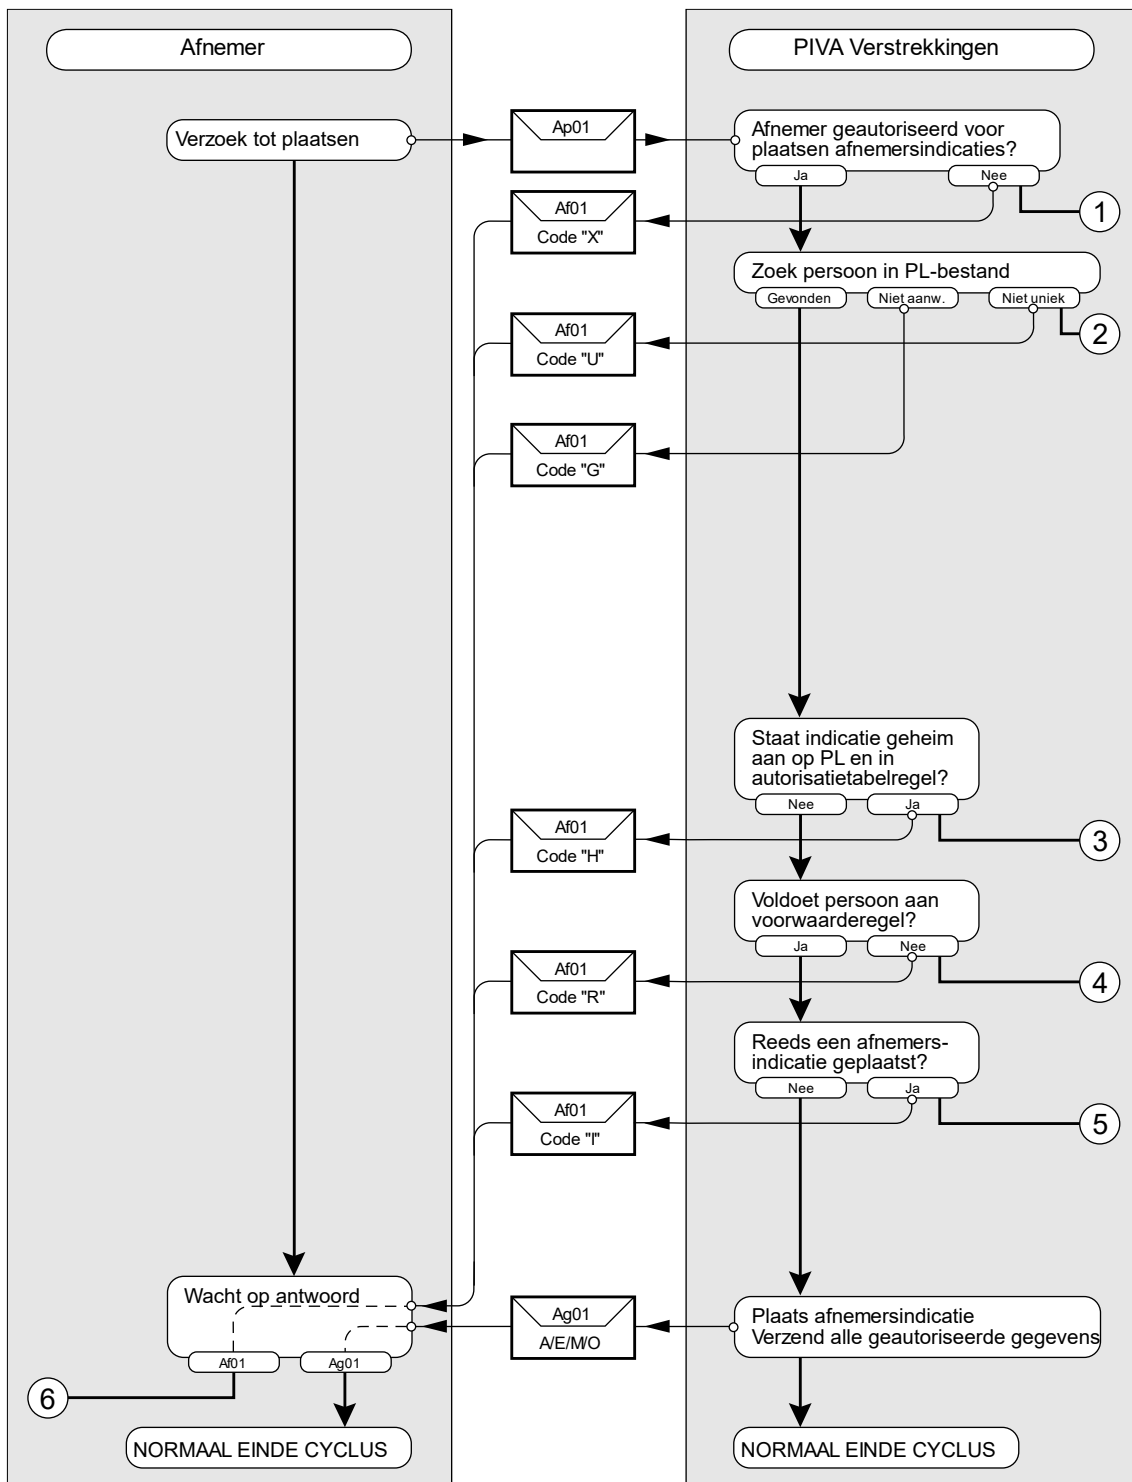 Afnemer
PIVA Verstrekkingen
Verzoek tot plaatsen
Ap01
Afnemer geautoriseerd voor
plaatsen afnemersindicaties?
Ja
Nee
1
Af01
Code "X"
Zoek persoon in PL-bestand
Gevonden
Niet aanw.
Niet uniek
2
Af01
Code "U"
Af01
Code "G"
Staat indicatie geheim
aan op PL en in
autorisatietabelregel?
Nee
Ja
3
Af01
Code "H"
Voldoet persoon aan
voorwaarderegel?
Ja
Nee
4
Af01
Code "R"
Reeds een afnemers-
indicatie geplaatst?
Nee
Ja
5
Af01
Code "I"
Wacht op antwoord
Af01
Ag01
6
Ag01
A/E/M/O
Plaats afnemersindicatie
Verzend alle geautoriseerde gegevens
NORMAAL EINDE CYCLUS
NORMAAL EINDE CYCLUS